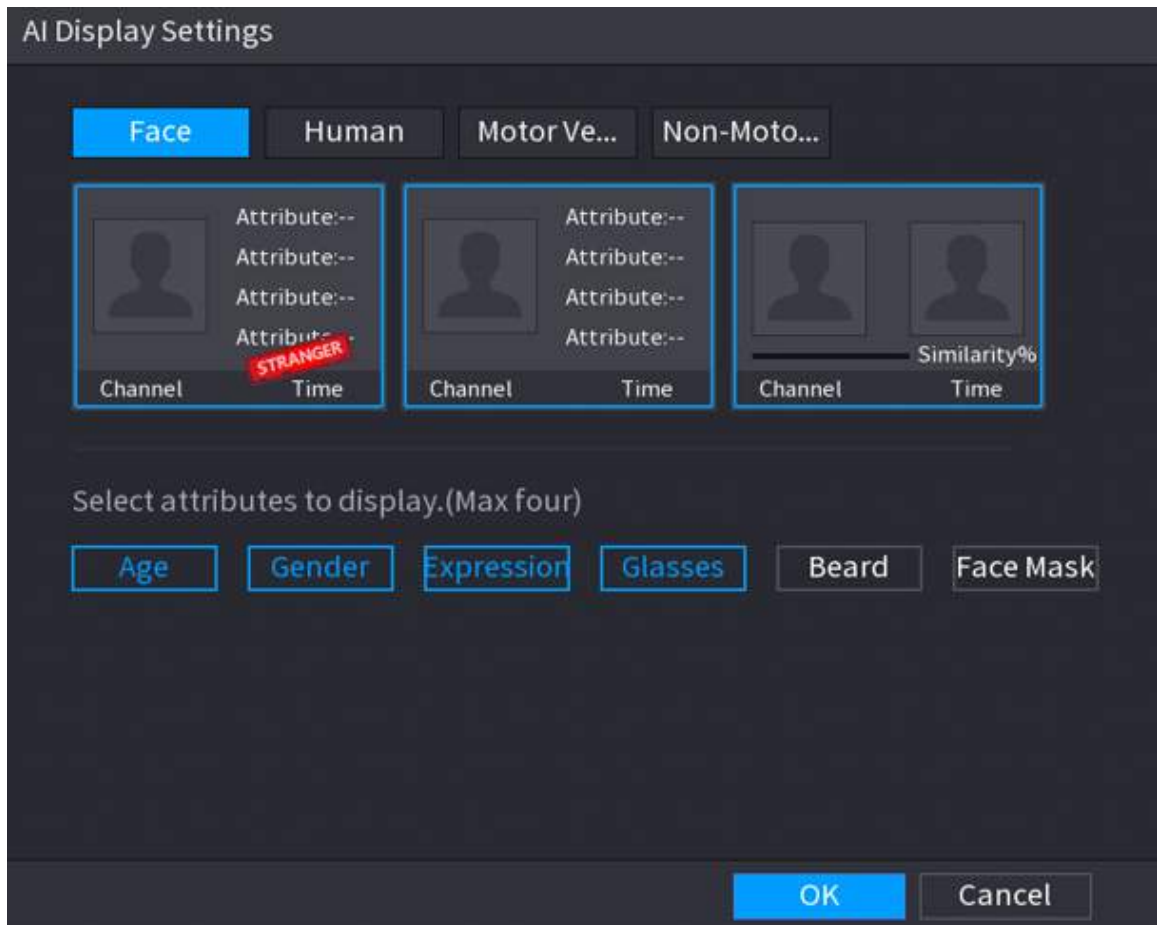 AI Display Settings
Face Human Motor Ve... Non-Moto...
Attribute:-- Attribute:--
Attribute:-- Attribute:--
Attribute:-- Attribute:--
Attribute:-- Attribute:--
STRANGER Similarity%
Channel Time Channel Time Channel Time
Select attributes to display.(Max four)
Age Gender Expression Glasses Beard Face Mask
OK Cancel